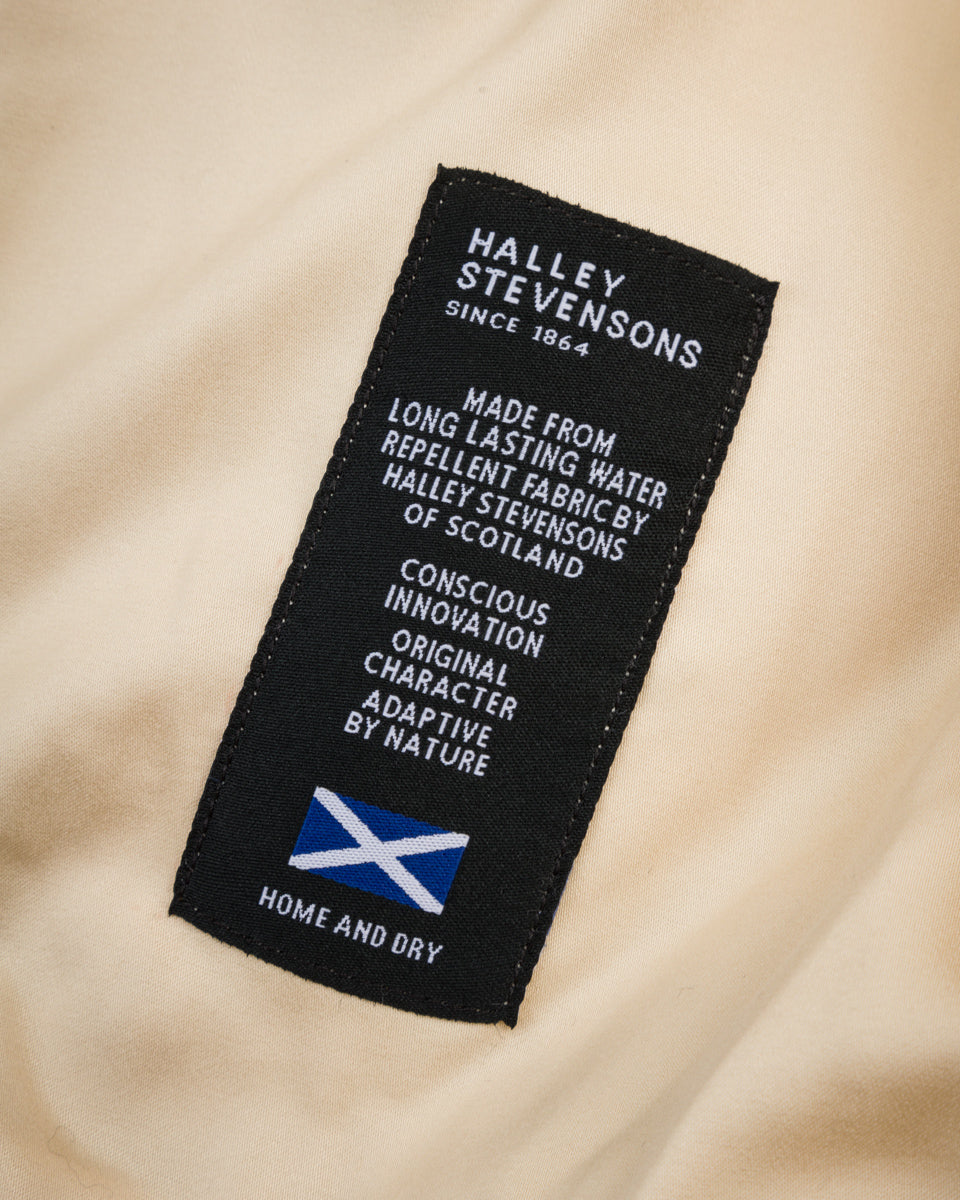 HALLEY
STEVENSONS
SINCE 1864
MADE FROM
LONG LASTING WATER
REPELLENT FABRIC BY
HALLEY STEVENSONS
OF SCOTLAND
CONSCIOUS
INNOVATION
ORIGINAL
CHARACTER
ADAPTIVE
BY NATURE
HOME AND DRY